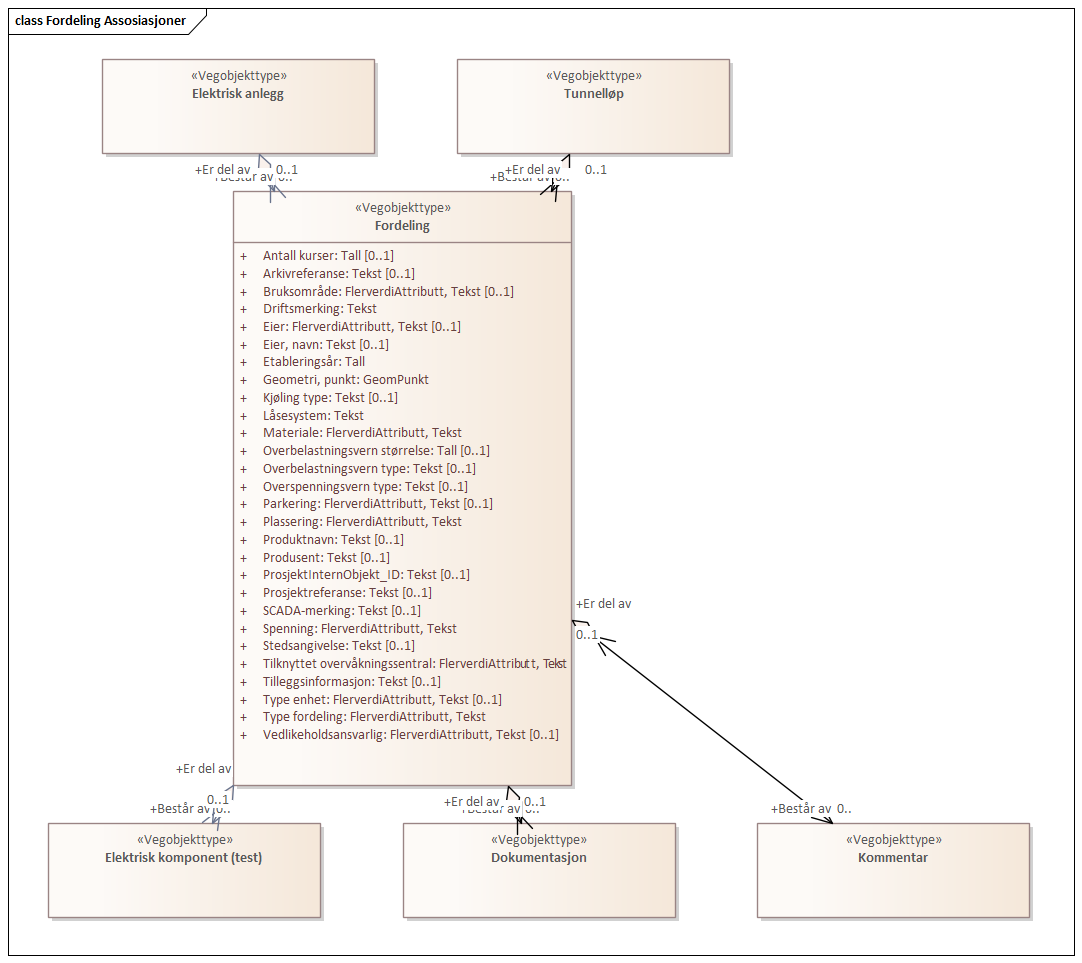 class Fordeling Assosiasjoner
«Vegobjekttype»
Elektrisk anlegg
«Vegobjekttype»
Tunnelløp
+Er del av 0..1
+Består av 0..
+Er del av 0..1
+Består av 0..
«Vegobjekttype»
Fordeling
+ Antall kurser: Tall [0..1]
+ Arkivreferanse: Tekst [0..1]
+ Bruksområde: FlerverdiAttributt, Tekst [0..1]
+ Driftsmerking: Tekst
+ Eier: FlerverdiAttributt, Tekst [0..1]
+ Eier, navn: Tekst [0..1]
+ Etableringsår: Tall
+ Geometri, punkt: GeomPunkt
+ Kjøling type: Tekst [0..1]
+ Låsesystem: Tekst
+ Materiale: FlerverdiAttributt, Tekst
+ Overbelastningsvern størrelse: Tall [0..1]
+ Overbelastningsvern type: Tekst [0..1]
+ Overspenningsvern type: Tekst [0..1]
+ Parkering: FlerverdiAttributt, Tekst [0..1]
+ Plassering: FlerverdiAttributt, Tekst
+ Produktnavn: Tekst [0..1]
+ Produsent: Tekst [0..1]
+ ProsjektInternObjekt_ID: Tekst [0..1]
+ Prosjektreferanse: Tekst [0..1]
+ SCADA-merking: Tekst [0..1]
+ Spenning: FlerverdiAttributt, Tekst
+ Stedsangivelse: Tekst [0..1]
+ Tilknyttet overvåkningssentral: FlerverdiAttributt, Tekst
+ Tilleggsinformasjon: Tekst [0..1]
+ Type enhet: FlerverdiAttributt, Tekst [0..1]
+ Type fordeling: FlerverdiAttributt, Tekst
+ Vedlikeholdsansvarlig: FlerverdiAttributt, Tekst [0..1]
+Er del av
0..1
+Er del av
0..1
+Består av 0..
+Er del av 0..1
+Består av 0..
+Består av 0..
«Vegobjekttype»
Elektrisk komponent (test)
«Vegobjekttype»
Dokumentasjon
«Vegobjekttype»
Kommentar